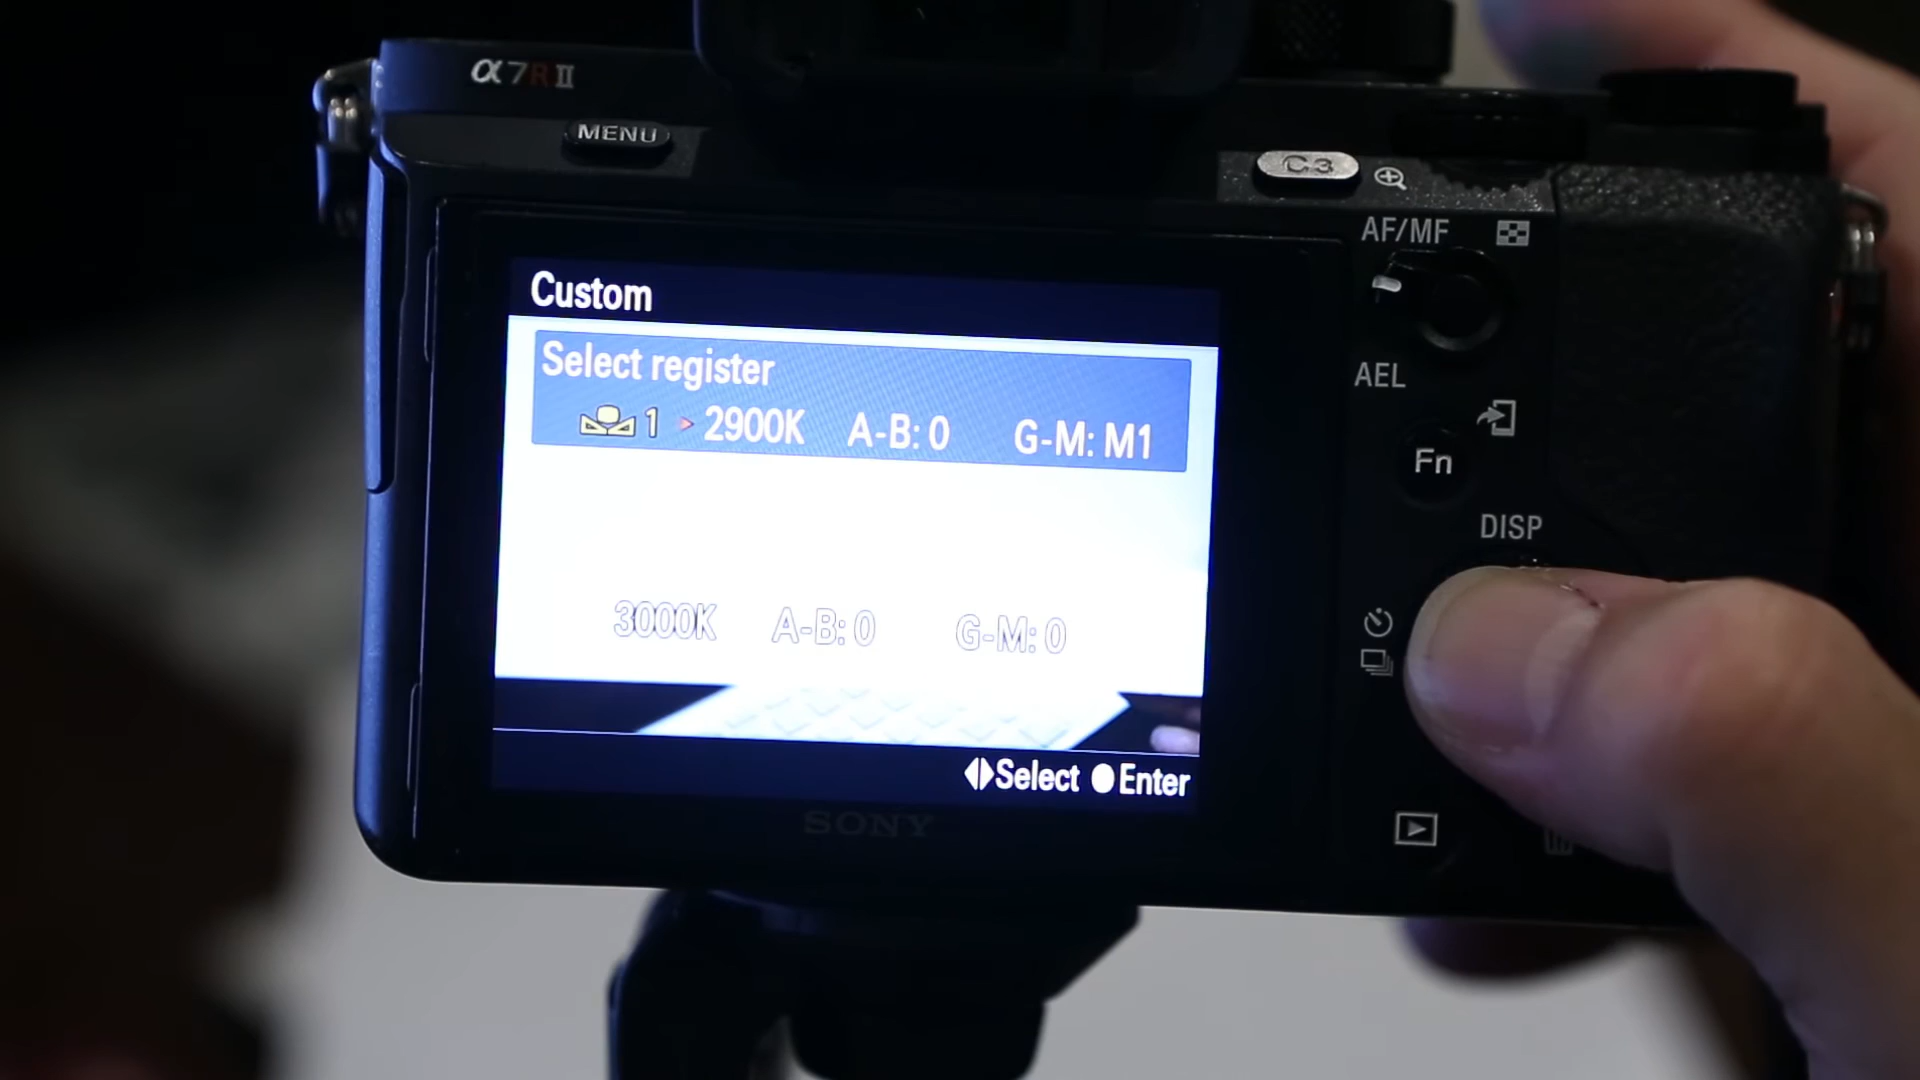 α7RII
MENU
C3
AF/MF
AEL
Fn
DISP
Custom
Select register
1 2900K A-B: 0 G-M: M1
3000K A-B: 0 G-M: 0
Select Enter
SONY